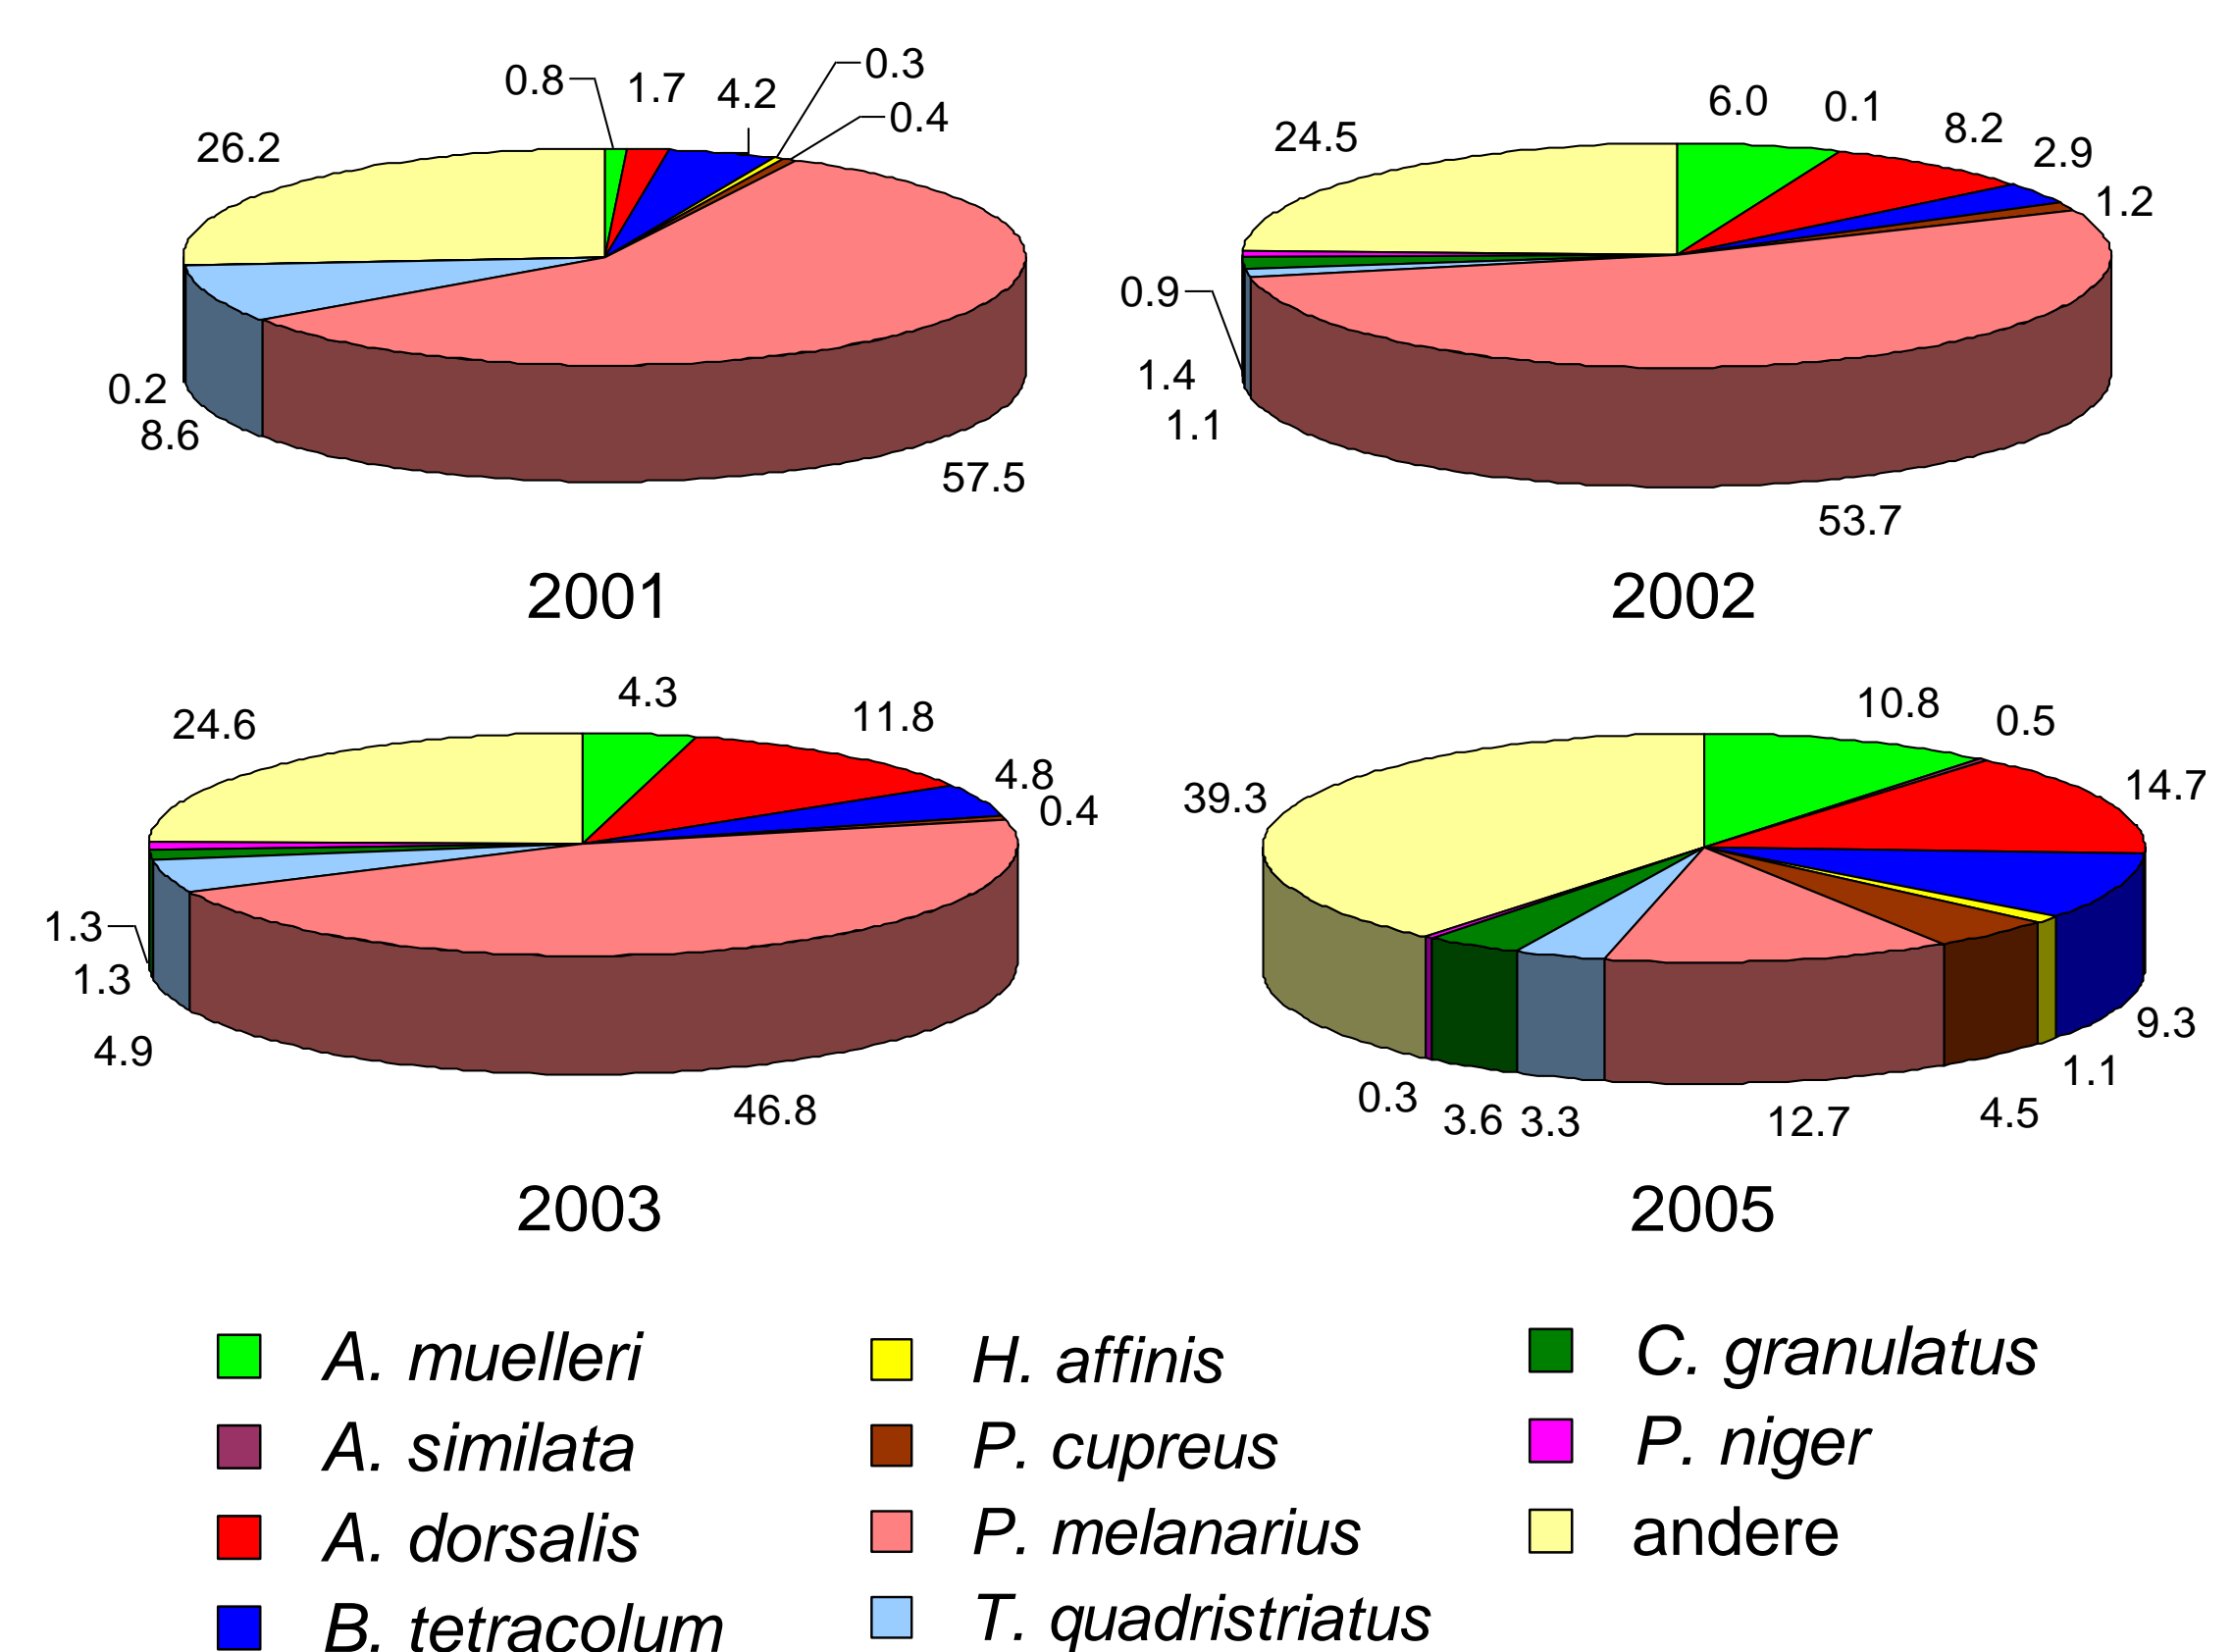 0.8 1.7 4.2 0.3
0.4
26.2
0.2
8.6
57.5
2001
6.0 0.1 8.2 2.9
1.2
24.5
0.9
1.4
1.1
53.7
2002
4.3 11.8
4.8
0.4
24.6
1.3
1.3
4.9
46.8
2003
10.8 0.5
14.7
39.3
9.3
1.1
0.3 3.6 3.3 12.7 4.5
2005
A. muelleri
A. similata
A. dorsalis
B. tetracolum
H. affinis
P. cupreus
P. melanarius
T. quadristriatus
C. granulatus
P. niger
andere